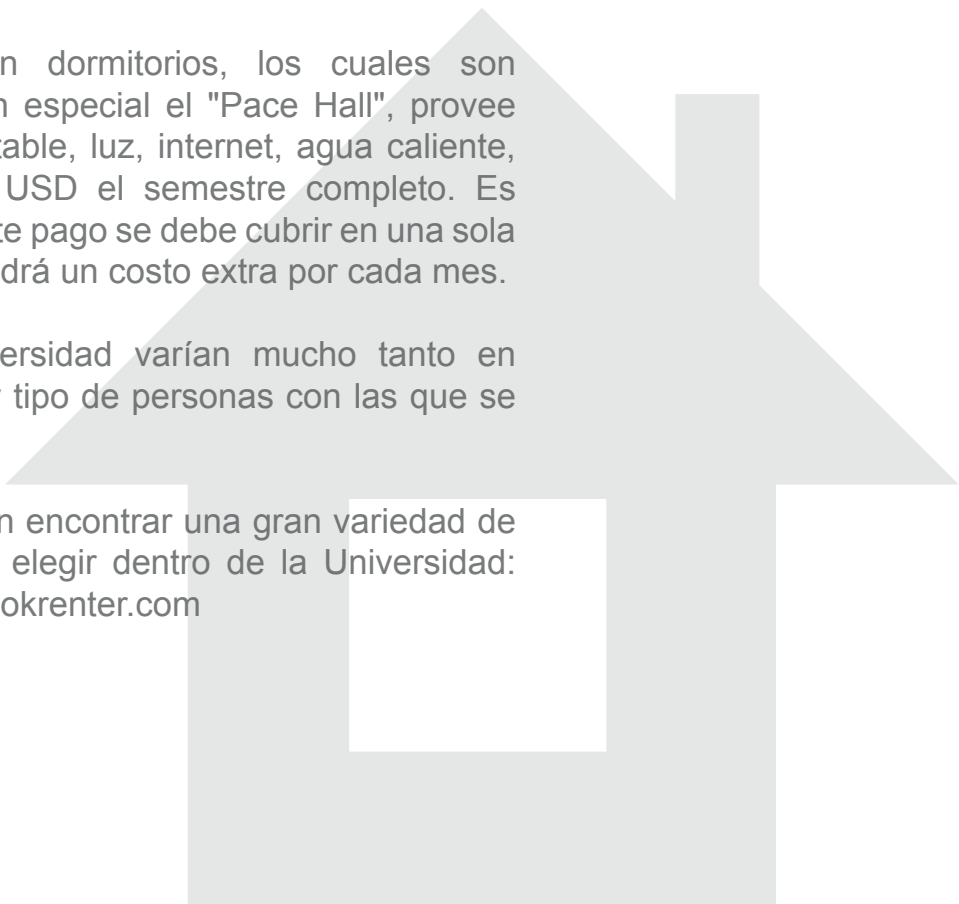 n dormitorios, los cuales son
n especial el "Pace Hall", provee
table, luz, internet, agua caliente,
USD el semestre completo. Es
te pago se debe cubrir en una sola
drá un costo extra por cada mes.
ersidad varían mucho tanto en
tipo de personas con las que se
n encontrar una gran variedad de
elegir dentro de la Universidad:
okrenter.com